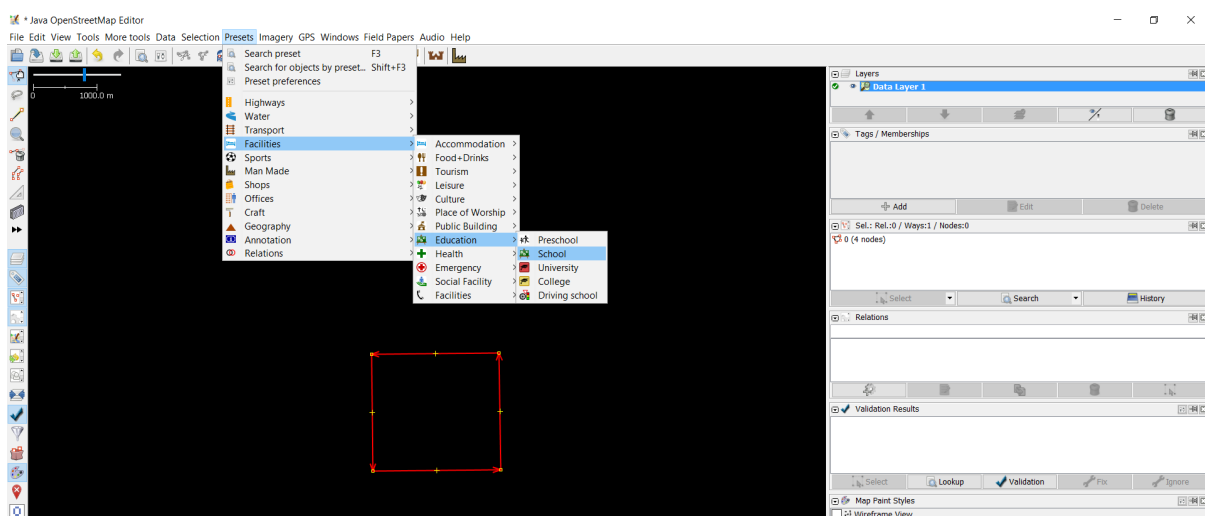 * Java OpenStreetMap Editor
File Edit View Tools More tools Data Selection Presets Imagery GPS Windows Field Papers Audio Help
Search preset F3
Search for objects by preset... Shift+F3
Preset preferences
Highways
Water
Transport
Facilities
Sports
Man Made
Shops
Offices
Craft
Geography
Annotation
Relations
Accommodation
Food+Drinks
Tourism
Leisure
Culture
Place of Worship
Public Building
Education
Health
Emergency
Social Facility
Facilities
Preschool
School
University
College
Driving school
0 1000.0 m
Layers
Data Layer 1
Tags / Memberships
Add Edit Delete
Sel.: Rel.:0 / Ways:1 / Nodes:0
0 (4 nodes)
Select Search History
Relations
Validation Results
Select Lookup Validation Fix Ignore
Map Paint Styles
Wireframe View